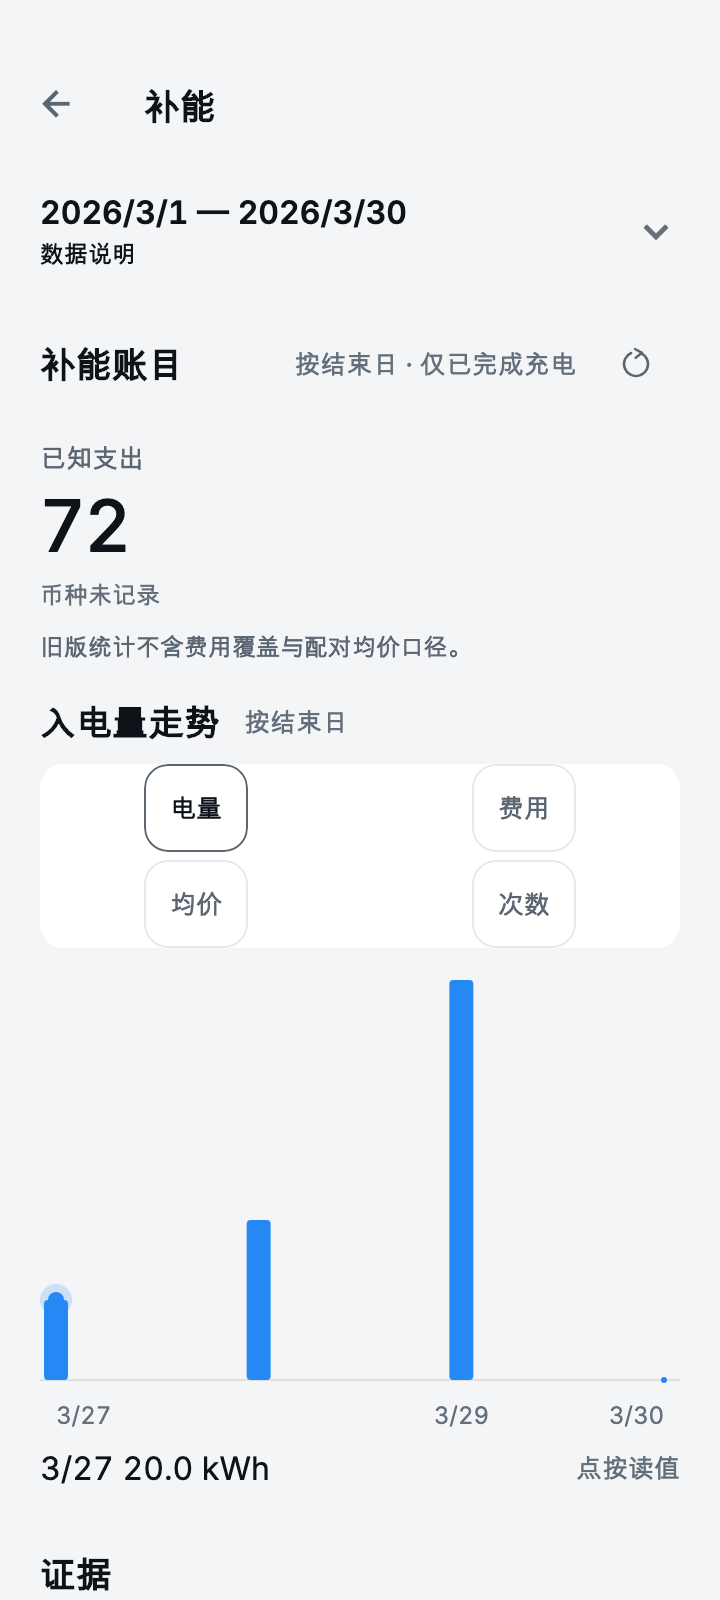 补能
2026/3/1 — 2026/3/30
数据说明
补能账目
按结束日 · 仅已完成充电
已知支出
72
币种未记录
旧版统计不含费用覆盖与配对均价口径。
入电量走势 按结束日
电量 费用
均价 次数
3/27 3/29 3/30
3/27 20.0 kWh 点按读值
证据